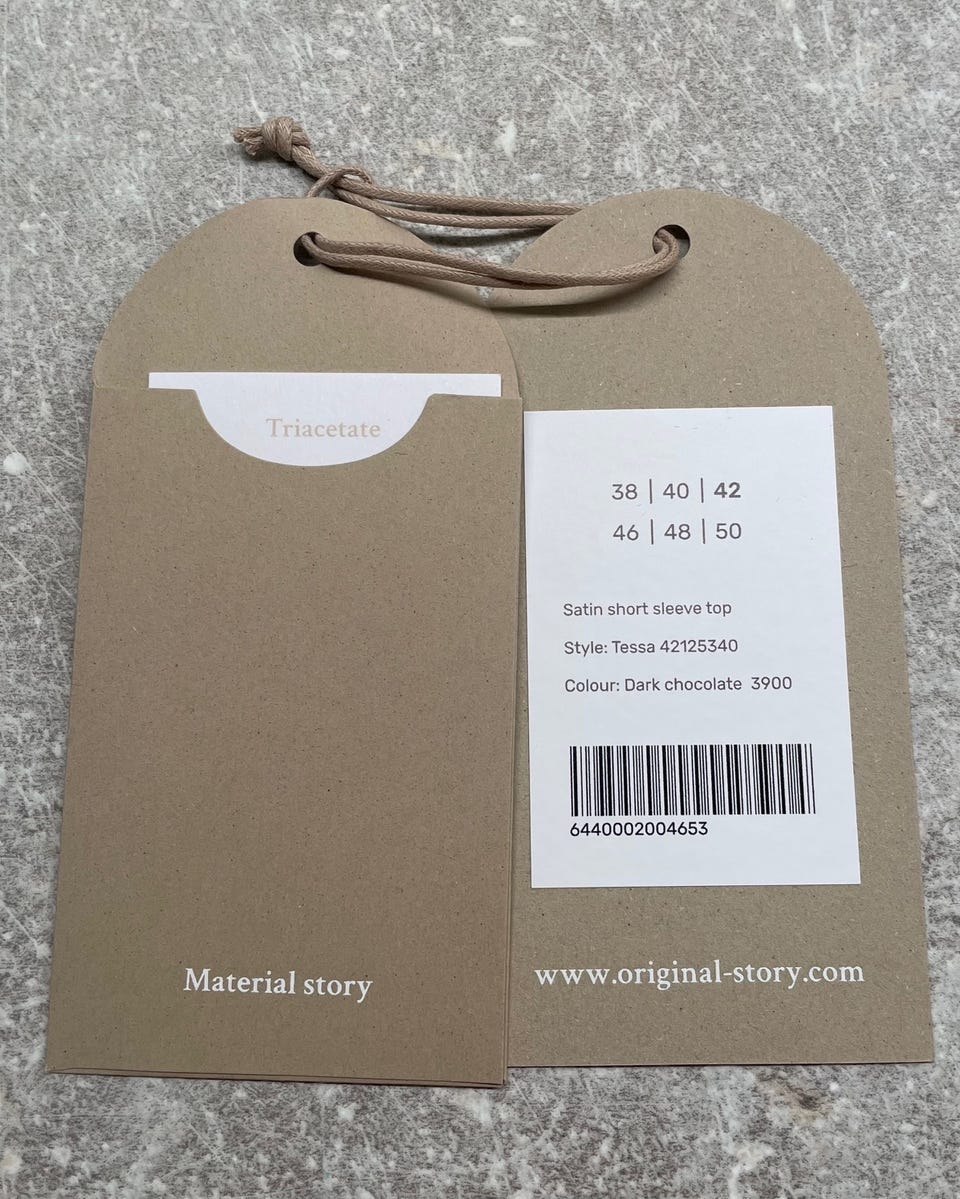 Triacetate
Material story
38 | 40 | 42
46 | 48 | 50
Satin short sleeve top
Style: Tessa 42125340
Colour: Dark chocolate 3900
6440002004653
www.original-story.com